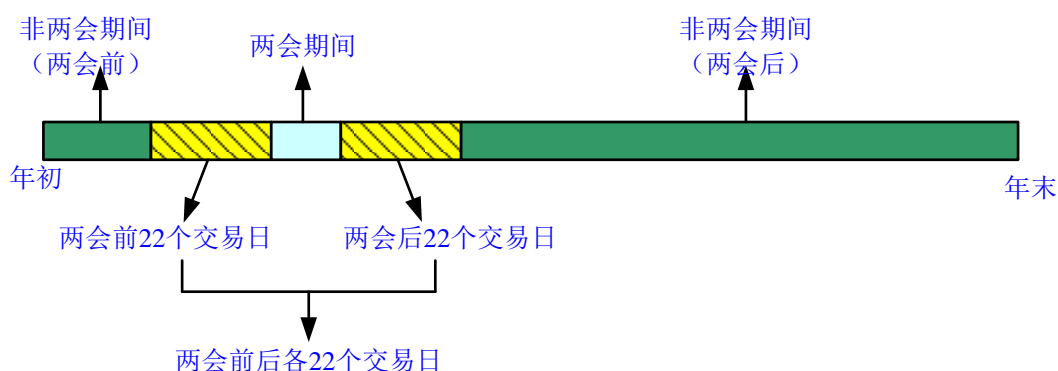 非两会期间
（两会前）
两会期间
非两会期间
（两会后）
年初
年末
两会前22个交易日
两会后22个交易日
两会前后各22个交易日